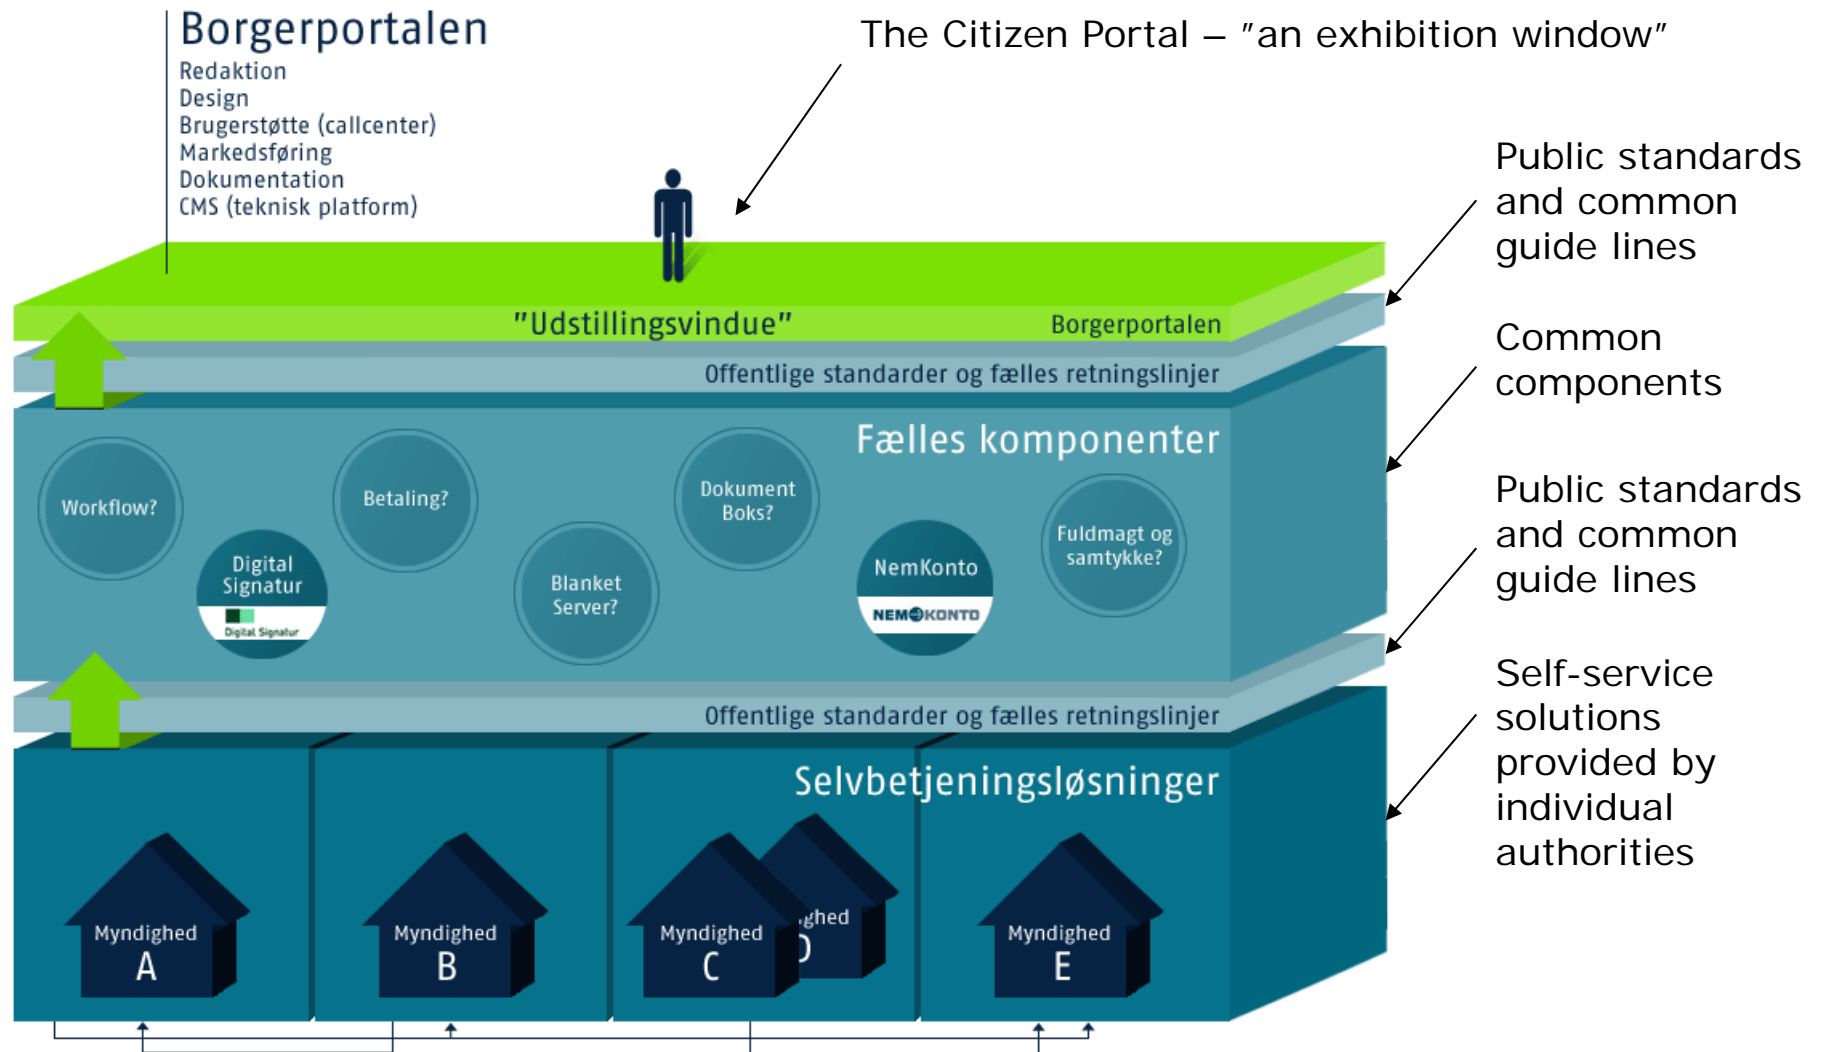 Borgerportalen
Redaktion
Design
Brugerstøtte (callcenter)
Markedsføring
Dokumentation
CMS (teknisk platform)
The Citizen Portal – "an exhibition window"
Public standards
and common
guide lines
Common
components
Public standards
and common
guide lines
Self-service
solutions
provided by
individual
authorities
"Udstillingsvindue"
Borgerportalen
Offentlige standarder og fælles retningslinjer
Fælles komponenter
Workflow?
Digital
Signatur
Digital Signatur
Betaling?
Blanket
Server?
Dokument
Boks?
NemKonto
NEMKONTO
Fuldmagt og
samtykke?
Offentlige standarder og fælles retningslinjer
Selvbetjeningsløsninger
Myndighed
A
Myndighed
B
Myndighed
C
Myndighed
E